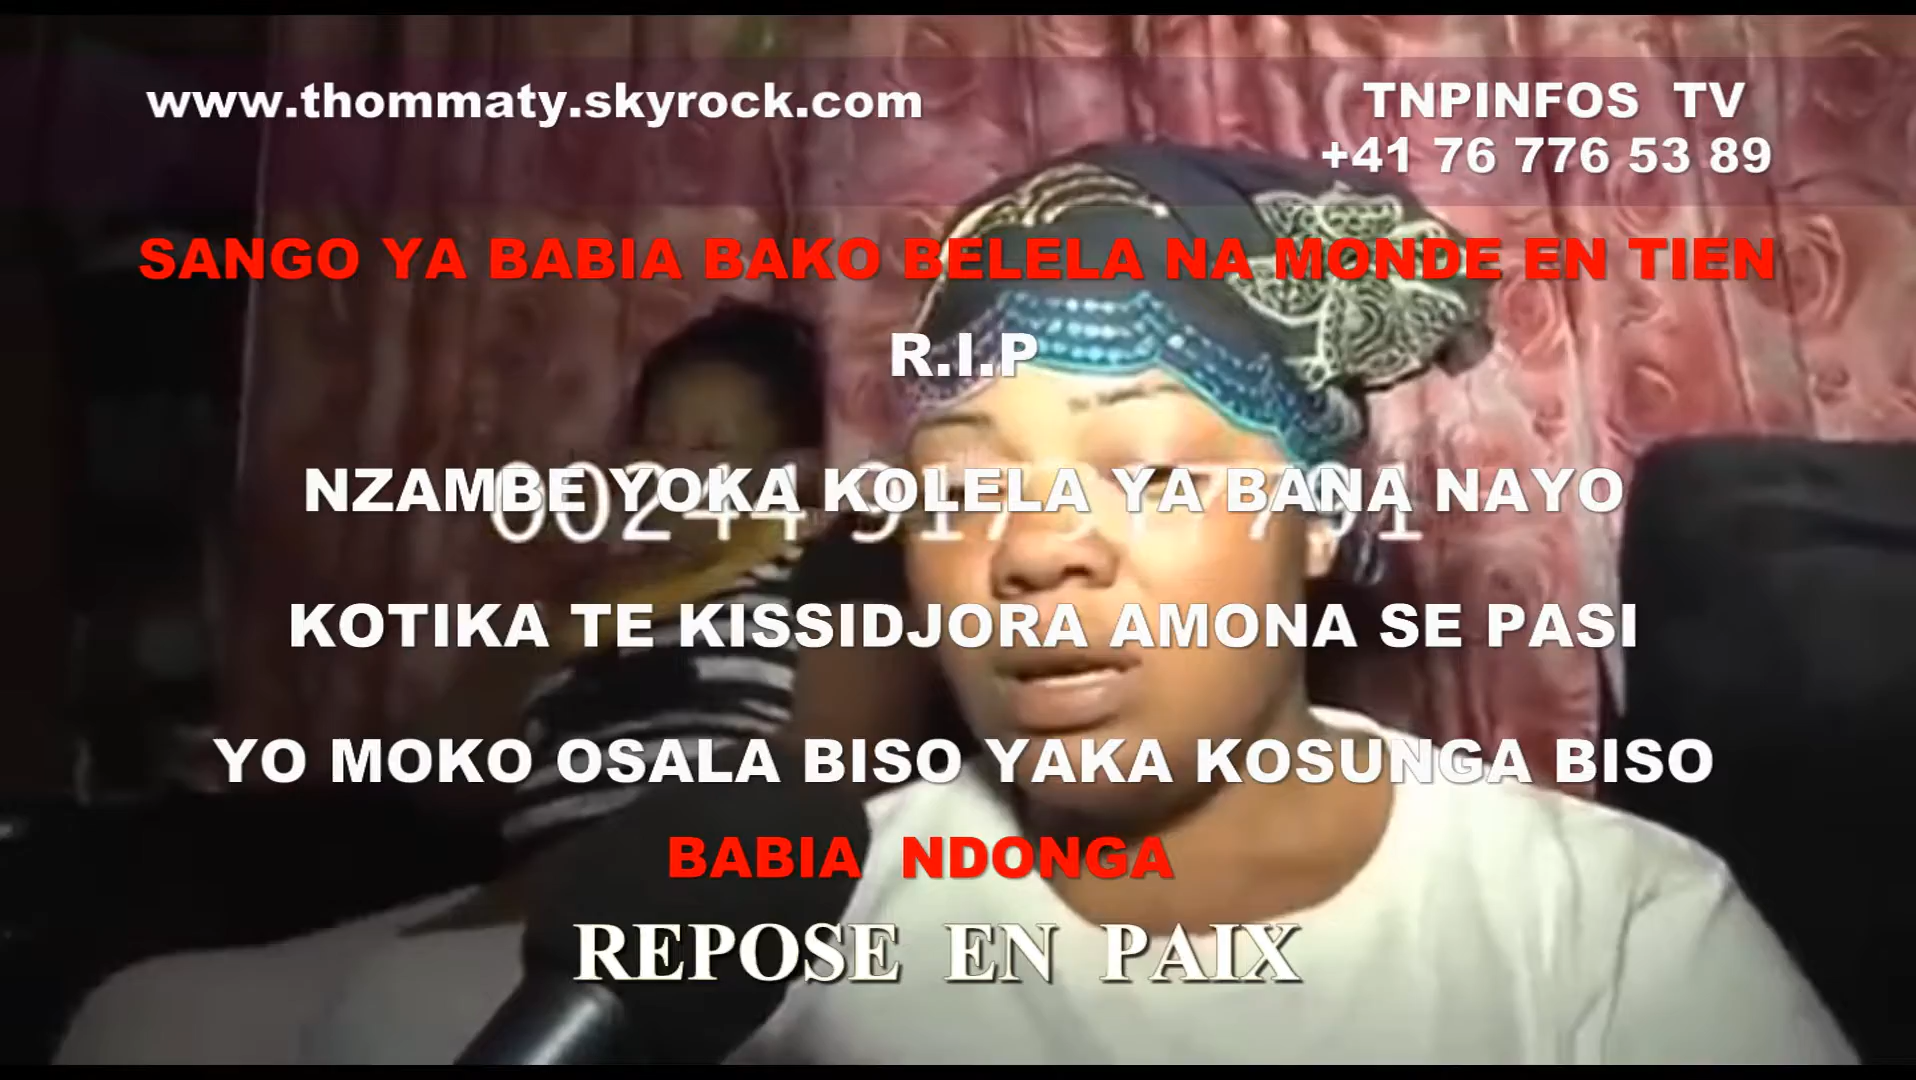 www.thommaty.skyrock.com
TNPINFOS TV
+41 76 776 53 89
SANGO YA BABIA BAKO BELELA NA MONDE EN TIEN
R.I.P
NZAMBE YOKA KOLELA YA BANA NAYO
00244
KOTIKA TE KISSIDJORA AMONA SE PASI
YO MOKO OSALA BISO YAKA KOSUNGA BISO
BABIA NDONGA
REPOSE EN PAIX